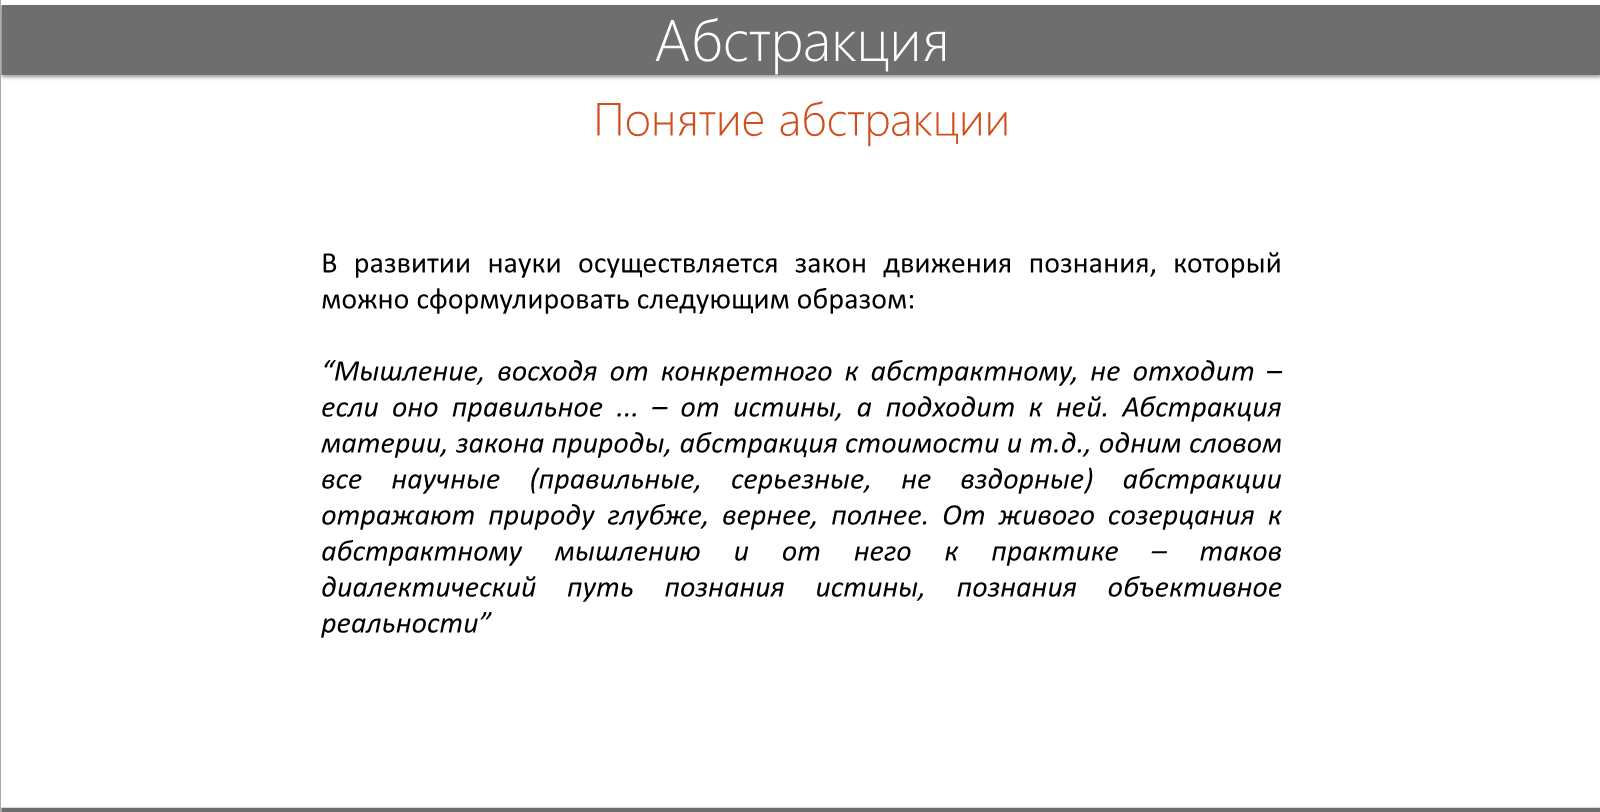 Абстракция
Понятие абстракции
В развитии науки осуществляется закон движения познания, который
можно сформулировать следующим образом:
“Мышление, восходя от конкретного к абстрактному, не отходит –
если оно правильное ... – от истины, а подходит к ней. Абстракция
материи, закона природы, абстракция стоимости и т.д., одним словом
все научные (правильные, серьезные, не вздорные) абстракции
отражают природу глубже, вернее, полнее. От живого созерцания к
абстрактному мышлению и от него к практике – таков
диалектический путь познания истины, познания объективное
реальности”